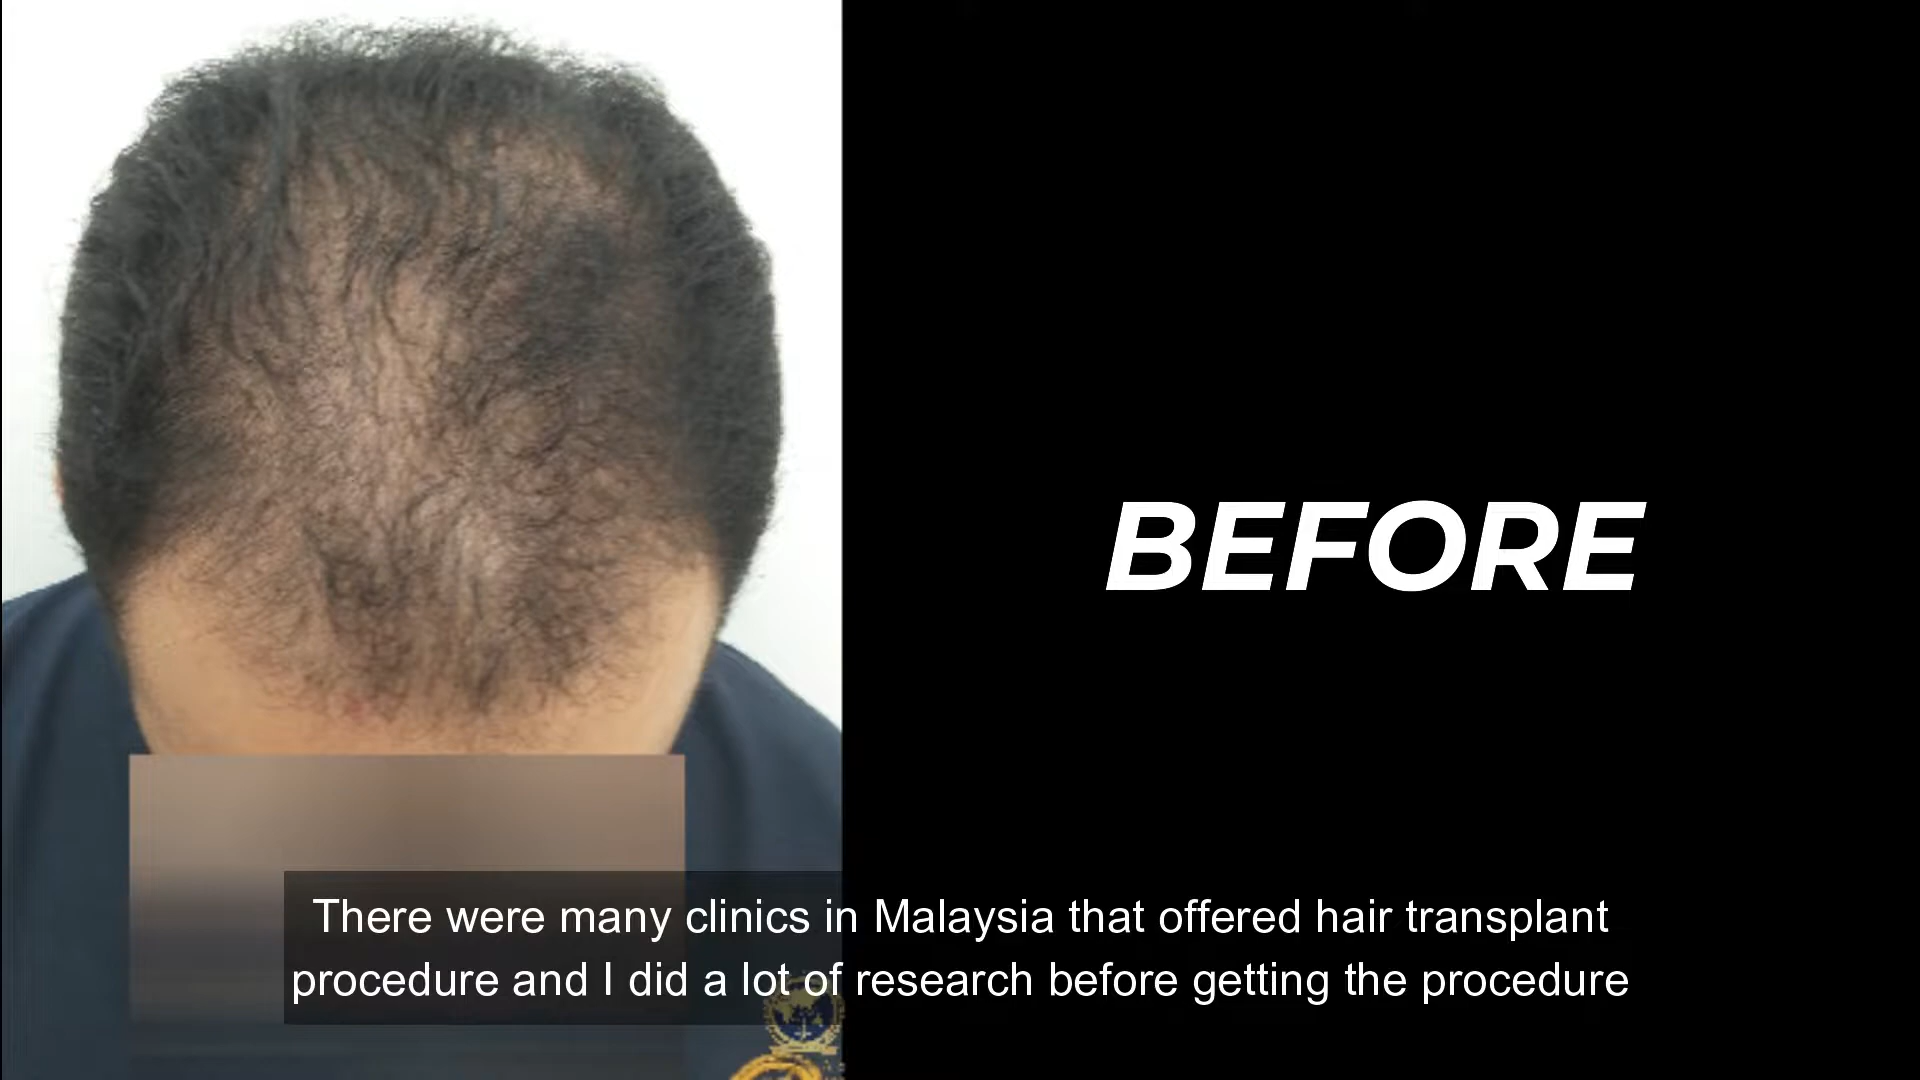 BEFORE
There were many clinics in Malaysia that offered hair transplant
procedure and I did a lot of research before getting the procedure